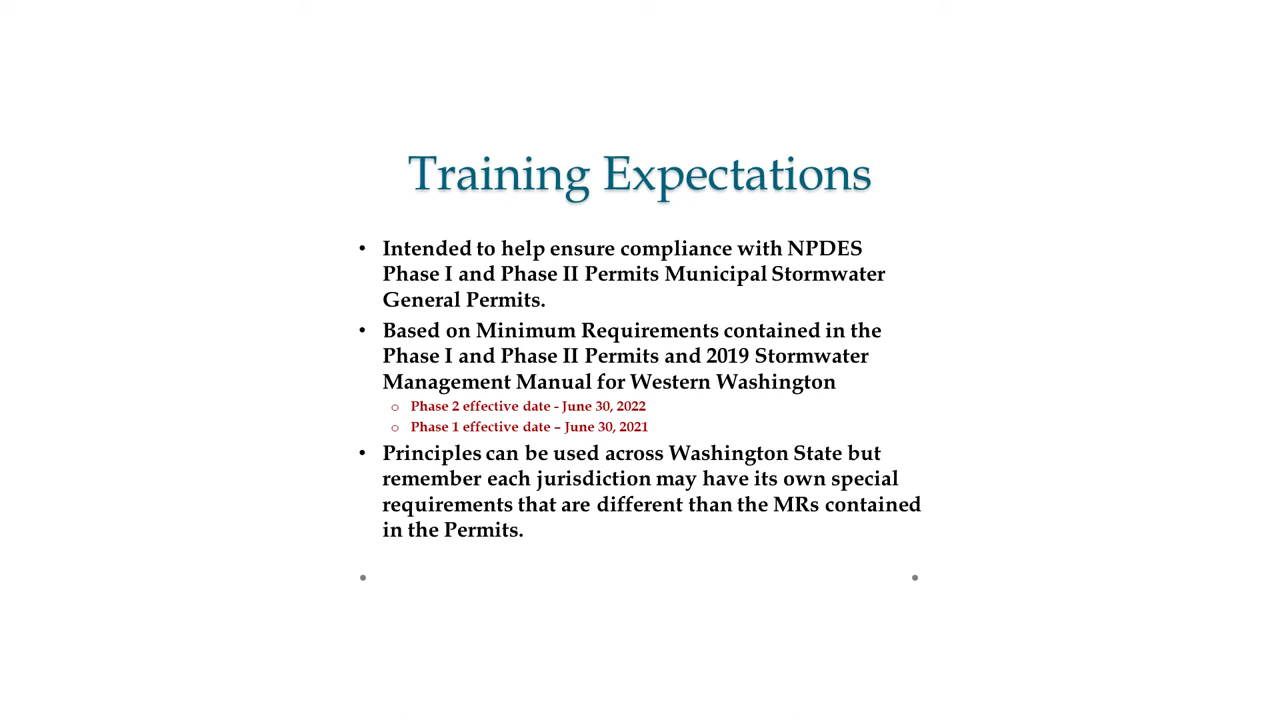 Training Expectations
• Intended to help ensure compliance with NPDES
Phase I and Phase II Permits Municipal Stormwater
General Permits.
• Based on Minimum Requirements contained in the
Phase I and Phase II Permits and 2019 Stormwater
Management Manual for Western Washington
o Phase 2 effective date - June 30, 2022
o Phase 1 effective date – June 30, 2021
• Principles can be used across Washington State but
remember each jurisdiction may have its own special
requirements that are different than the MRs contained
in the Permits.